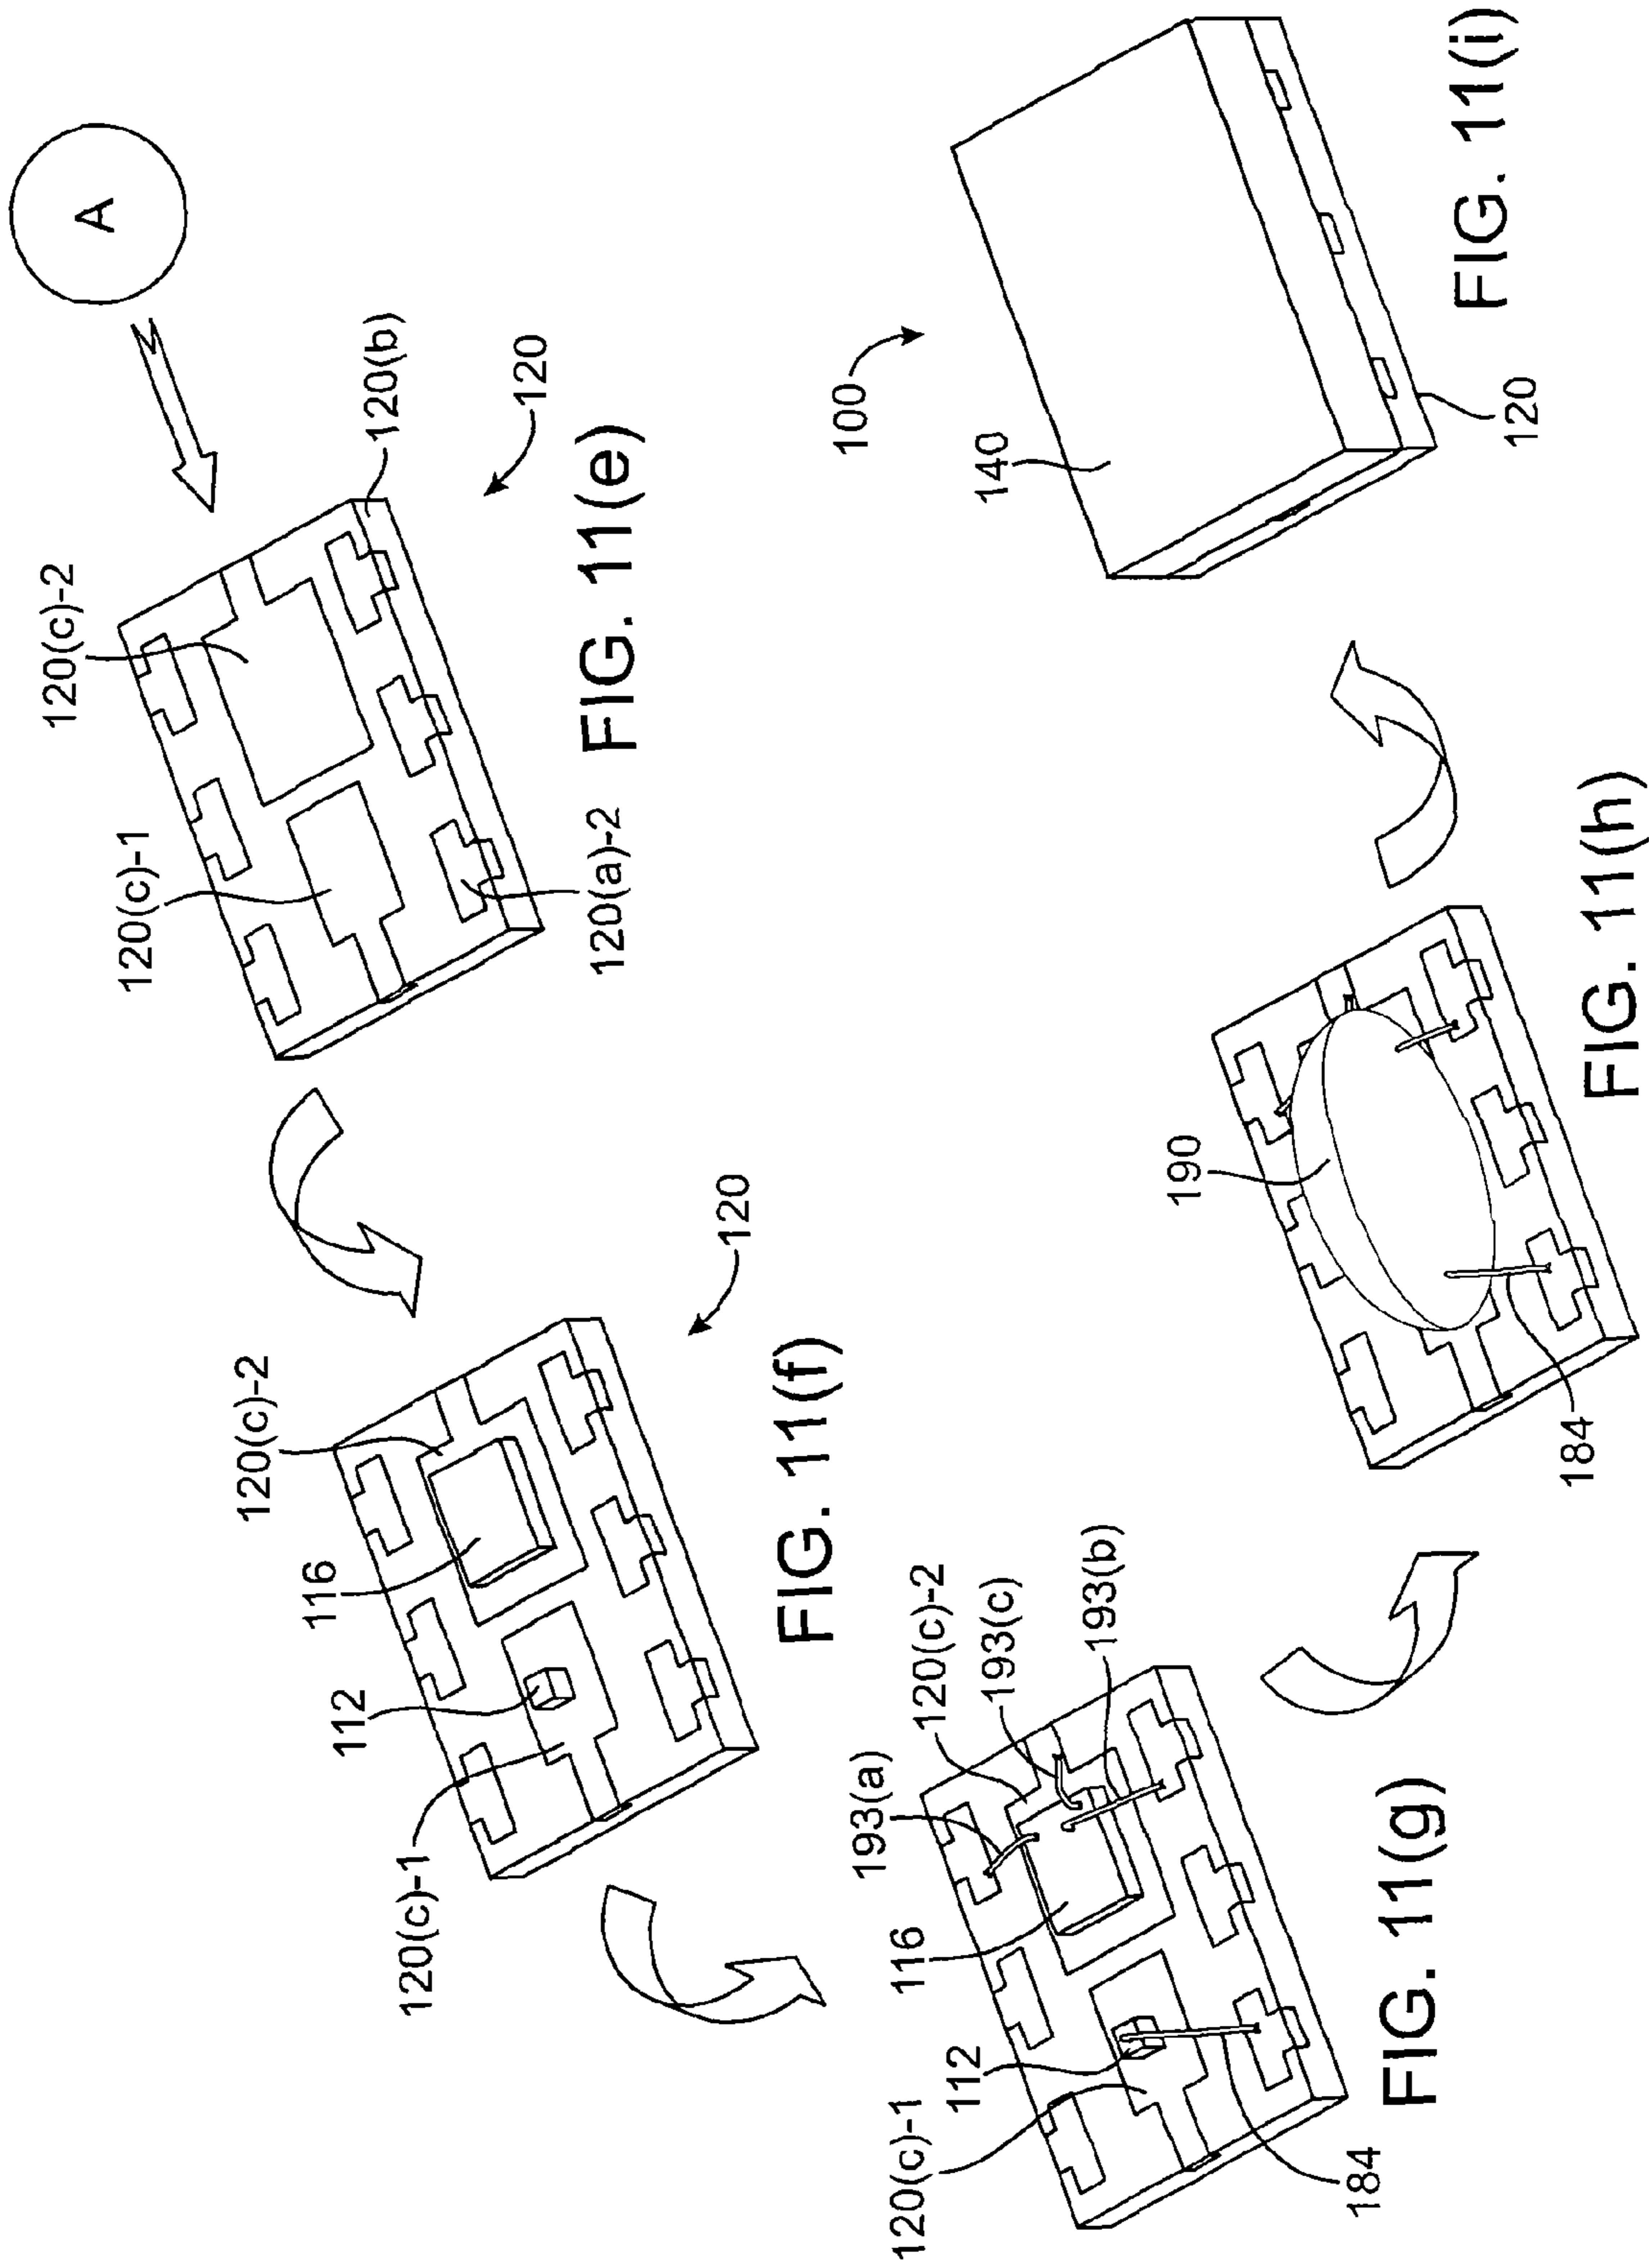 A
120(c)-2
120(c)-1
120(b)
120
120(a)-2
FIG. 11(e)
120(c)-2
116
112
120(c)-1
120
FIG. 11(f)
193(a)
120(c)-2
193(c)
193(b)
116
112
120(c)-1
184
FIG. 11(g)
190
184
FIG. 11(h)
100
140
120
FIG. 11(i)